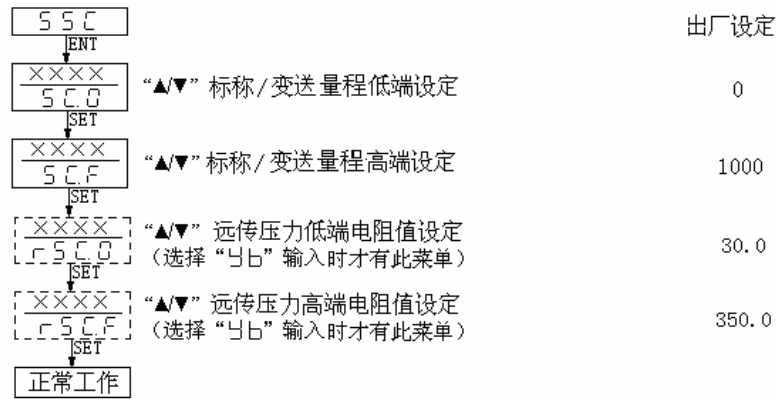 SSC
出厂设定
ENT
××××
SC.0
“▲/▼” 标称/变送量程低端设定
0
SET
××××
SC.F
“▲/▼” 标称/变送量程高端设定
1000
SET
××××
rSC.0
“▲/▼” 远传压力低端电阻值设定
(选择“Yb”输入时才有此菜单)
30.0
SET
××××
rSC.F
“▲/▼” 远传压力高端电阻值设定
(选择“Yb”输入时才有此菜单)
350.0
SET
正常工作